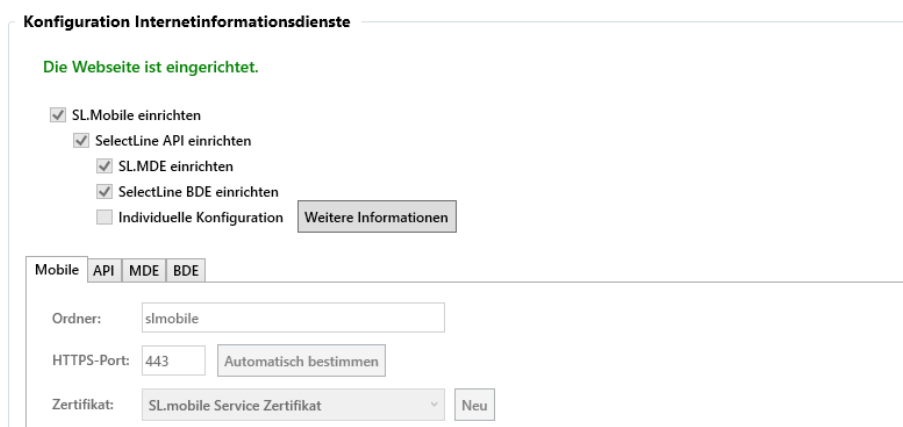 Konfiguration Internetinformationsdienste
Die Webseite ist eingerichtet.
SL.Mobile einrichten
SelectLine API einrichten
SL.MDE einrichten
SelectLine BDE einrichten
Individuelle Konfiguration Weitere Informationen
Mobile API MDE BDE
Ordner: slmobile
HTTPS-Port: 443 Automatisch bestimmen
Zertifikat: SL.mobile Service Zertifikat Neu